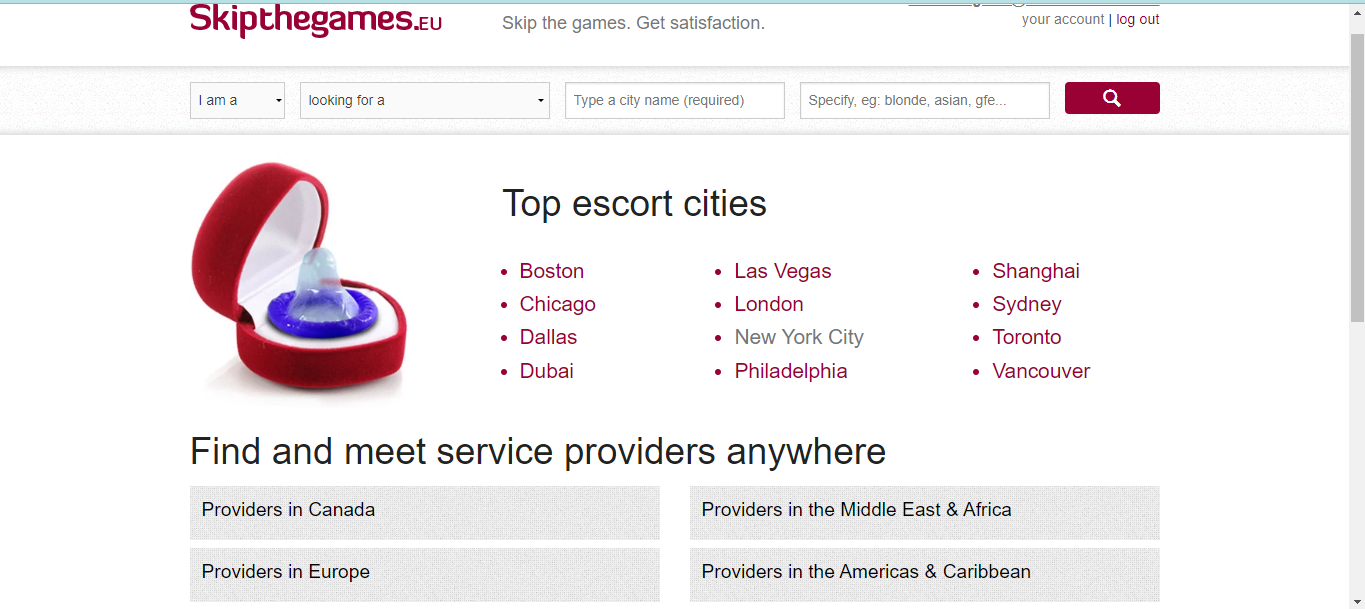 Skipthegames.EU
Skip the games. Get satisfaction.
your account | log out
I am a
looking for a
Type a city name (required)
Specify, eg: blonde, asian, gfe...
Top escort cities
Boston
Chicago
Dallas
Dubai
Las Vegas
London
New York City
Philadelphia
Shanghai
Sydney
Toronto
Vancouver
Find and meet service providers anywhere
Providers in Canada
Providers in the Middle East & Africa
Providers in Europe
Providers in the Americas & Caribbean